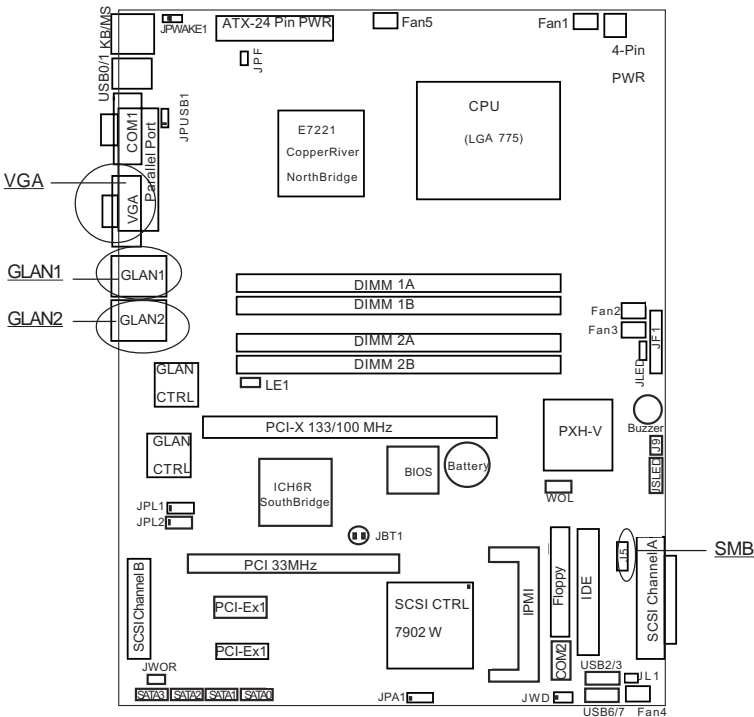 KB/MS
JPWAKE1
ATX-24 Pin PWR
Fan5
Fan1
4-Pin
PWR
JPF
USB0/1
JPUSB1
COM1
Parallel Port
E7221
CopperRiver
NorthBridge
CPU
(LGA 775)
VGA
VGA
GLAN1
GLAN1
GLAN2
GLAN2
DIMM 1A
DIMM 1B
DIMM 2A
DIMM 2B
Fan2
Fan3
JF1
JLED
GLAN
CTRL
LE1
PCI-X 133/100 MHz
PXH-V
Buzzer
GLAN
CTRL
ICH6R
SouthBridge
BIOS
Battery
J9
JSLED
WOL
JPL1
JPL2
JBT1
PCI 33MHz
J5
SMB
SCSI Channel B
PCI-Ex1
SCSI CTRL
7902 W
IPMI
Floppy
IDE
SCSI Channel A
PCI-Ex1
COM2
JWOR
USB2/3
JL1
SATA3
SATA2
SATA1
SATA0
JPA1
JWD
USB6/7
Fan4